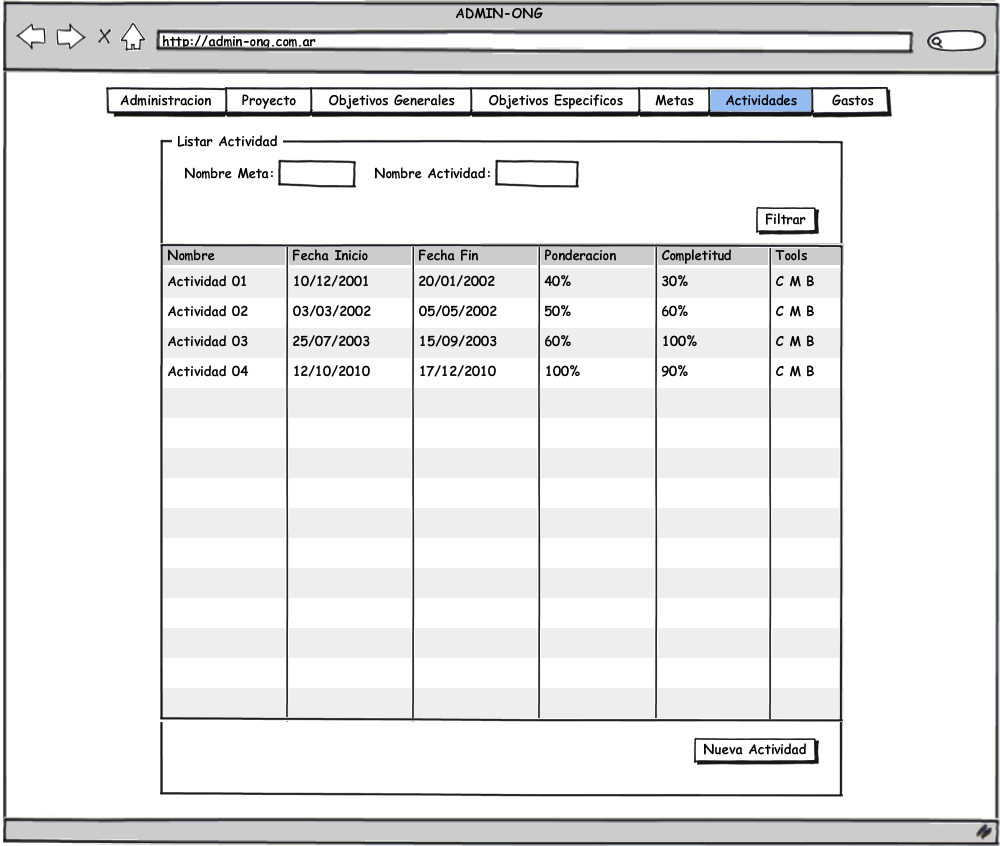 ADMIN-ONG
http://admin-ong.com.ar
Administracion Proyecto Objetivos Generales Objetivos Especificos Metas Actividades Gastos
Listar Actividad
Nombre Meta: Nombre Actividad:
Filtrar
Nombre Fecha Inicio Fecha Fin Ponderacion Completitud Tools
Actividad 01 10/12/2001 20/01/2002 40% 30% C M B
Actividad 02 03/03/2002 05/05/2002 50% 60% C M B
Actividad 03 25/07/2003 15/09/2003 60% 100% C M B
Actividad 04 12/10/2010 17/12/2010 100% 90% C M B
Nueva Actividad